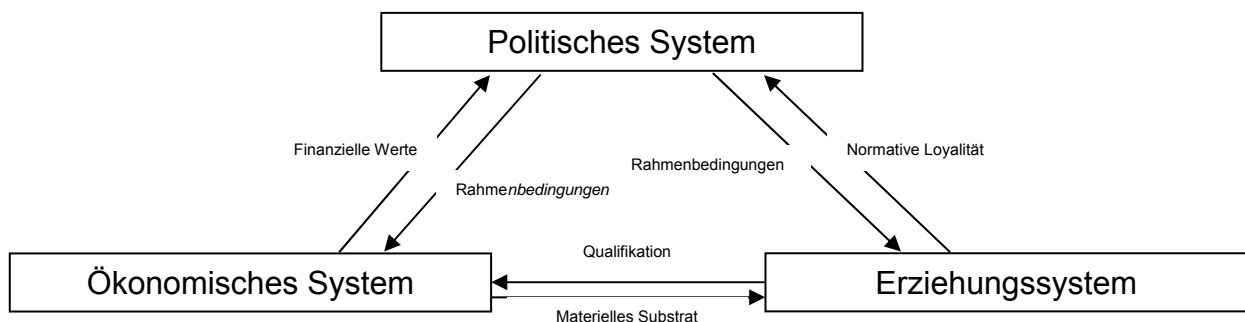 Politisches System
Finanzielle Werte
Rahmenbedingungen
Rahmenbedingungen
Normative Loyalität
Qualifikation
Ökonomisches System
Erziehungssystem
Materielles Substrat